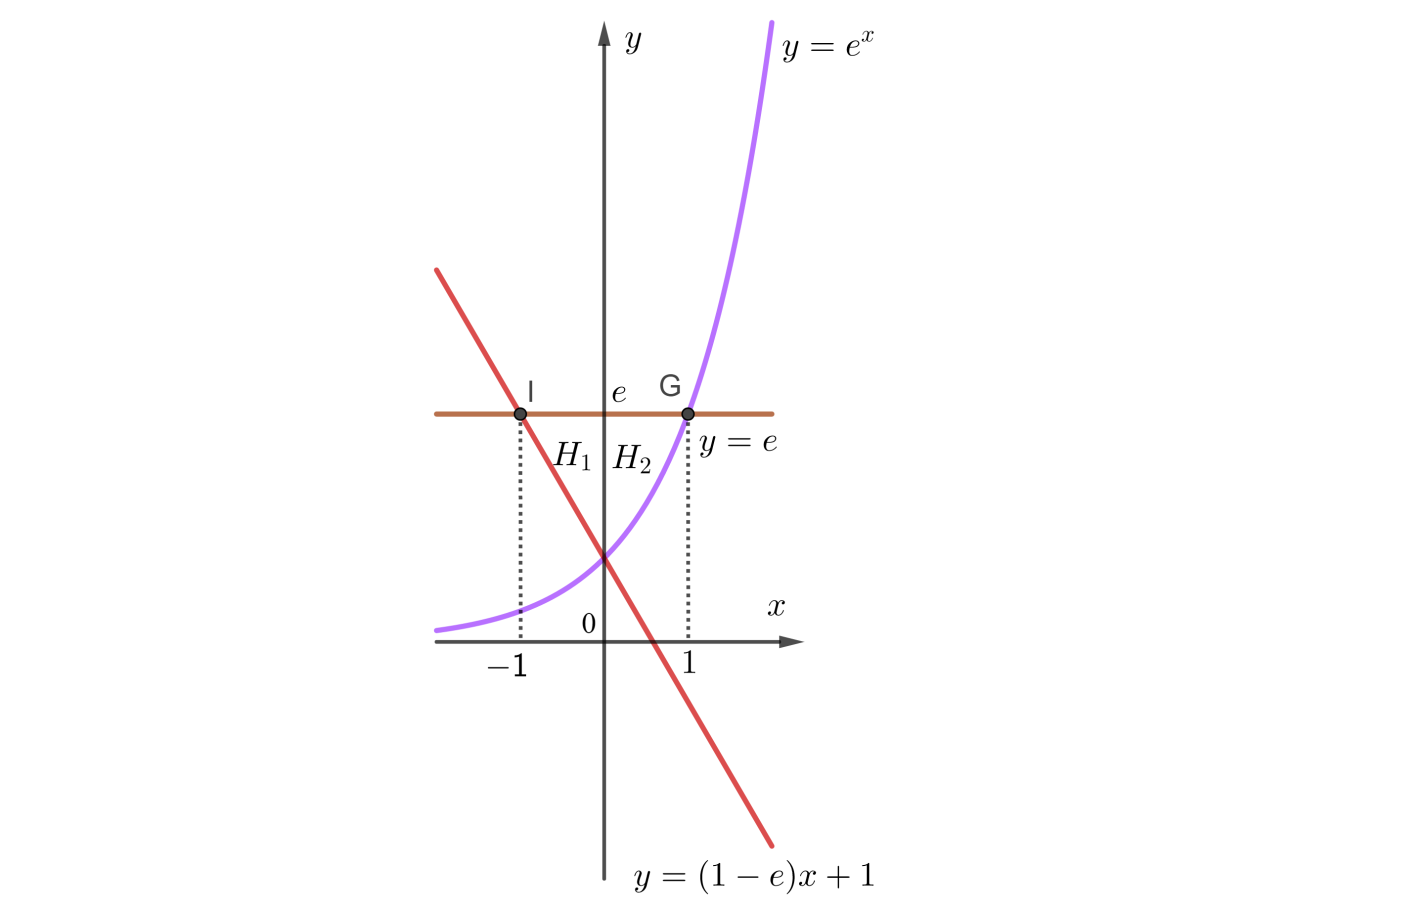 y
y = e^x
I
e
G
y = e
H_1
H_2
x
0
−1
1
y = (1 − e)x + 1